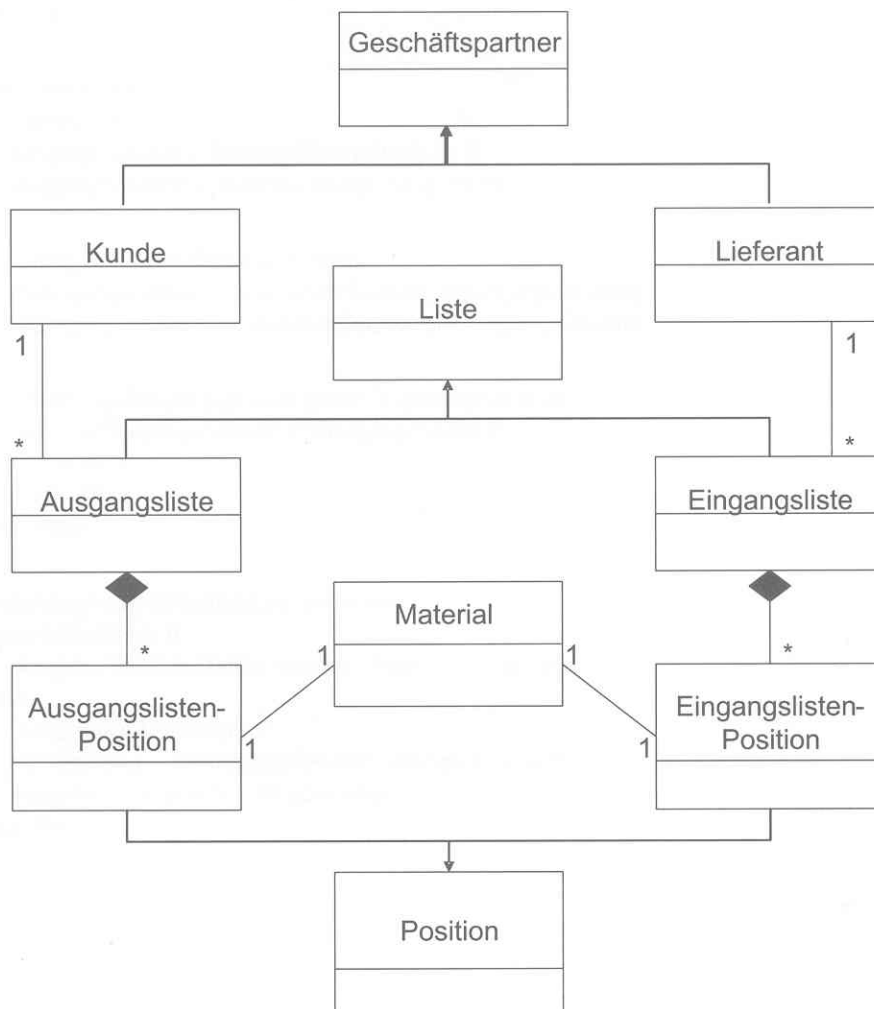 Geschäftspartner
Kunde
Lieferant
Liste
1
1
*
*
Ausgangsliste
Eingangsliste
Material
*
*
1
1
Ausgangslisten-
Position
Eingangslisten-
Position
1
1
Position